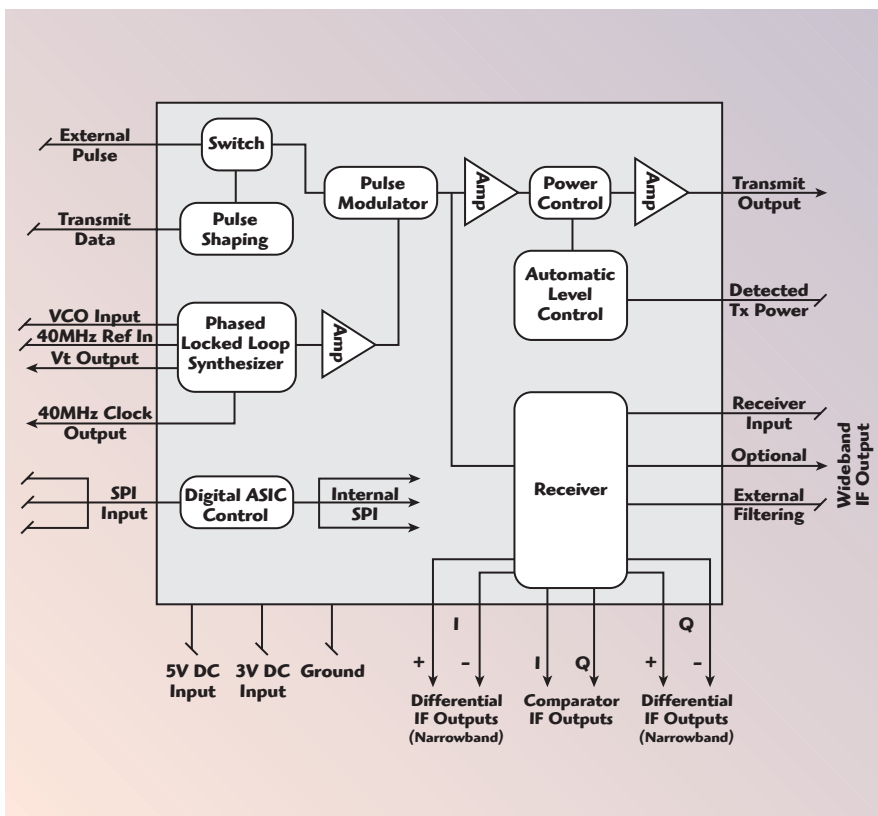 External
Pulse
Switch
Transmit
Data
Pulse
Shaping
Pulse
Modulator
Amp
Power
Control
Amp
Transmit
Output
Automatic
Level
Control
Detected
Tx Power
VCO Input
40MHz Ref In
Vt Output
Phased
Locked Loop
Synthesizer
Amp
40MHz Clock
Output
SPI
Input
Digital ASIC
Control
Internal
SPI
Receiver
Receiver
Input
Optional
External
Filtering
Wideband
IF Output
5V DC
Input
3V DC
Input
Ground
I
+ –
Differential
IF Outputs
(Narrowband)
I Q
Comparator
IF Outputs
Q
+ –
Differential
IF Outputs
(Narrowband)